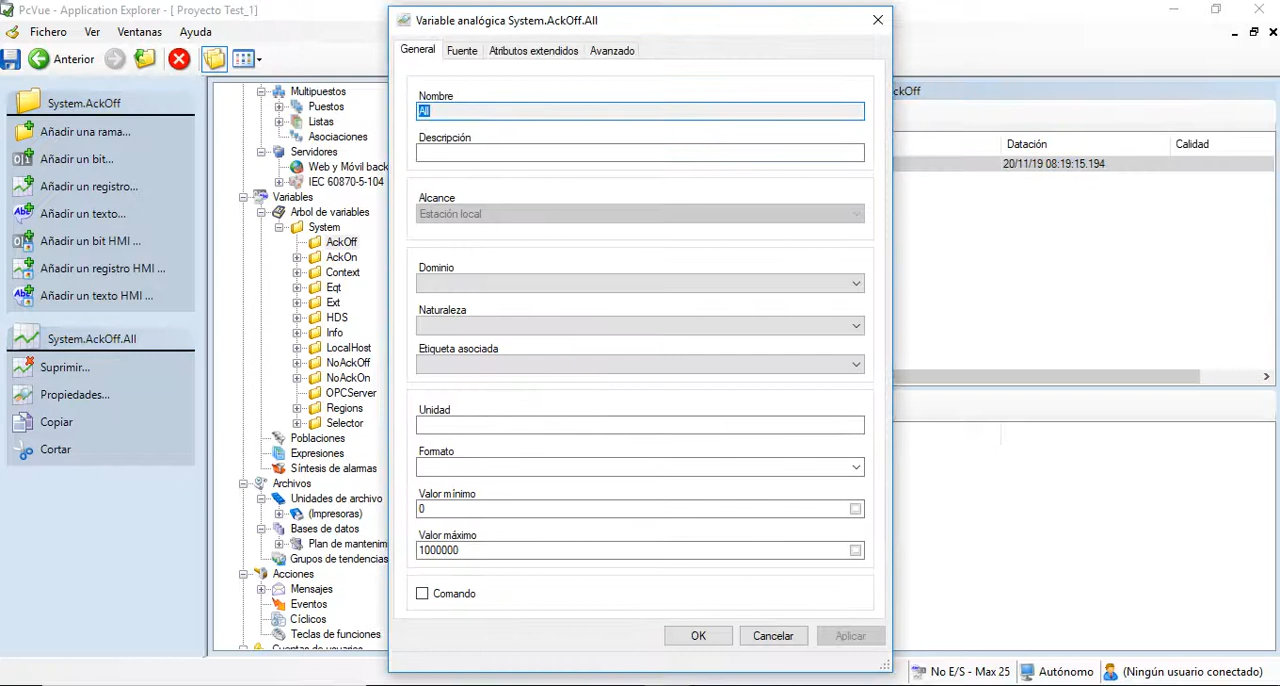 PcVue - Application Explorer - [ Proyecto Test_1]
Fichero Ver Ventanas Ayuda
Anterior
System.AckOff
Añadir una rama...
Añadir un bit...
Añadir un registro...
Añadir un texto...
Añadir un bit HMI ...
Añadir un registro HMI ...
Añadir un texto HMI ...
System.AckOff.All
Suprimir...
Propiedades...
Copiar
Cortar
Multipuestos
Puestos
Listas
Asociaciones
Servidores
Web y Móvil back
IEC 60870-5-104
Variables
Arbol de variables
System
AckOff
AckOn
Context
Eqt
Ext
HDS
Info
LocalHost
NoAckOff
NoAckOn
OPCServer
Regions
Selector
Poblaciones
Expresiones
Síntesis de alarmas
Archivos
Unidades de archivo
(Impresoras)
Bases de datos
Plan de mantenim
Grupos de tendencias
Acciones
Mensajes
Eventos
Cíclicos
Teclas de funciones
Cuentas de usuarios
Variable analógica System.AckOff.All
General Fuente Atributos extendidos Avanzado
Nombre
All
Descripción
Alcance
Estación local
Dominio
Naturaleza
Etiqueta asociada
Unidad
Formato
Valor mínimo
0
Valor máximo
1000000
Comando
OK Cancelar Aplicar
ckOff
Datación Calidad
20/11/19 08:19:15.194
No E/S - Max 25 Autónomo (Ningún usuario conectado)